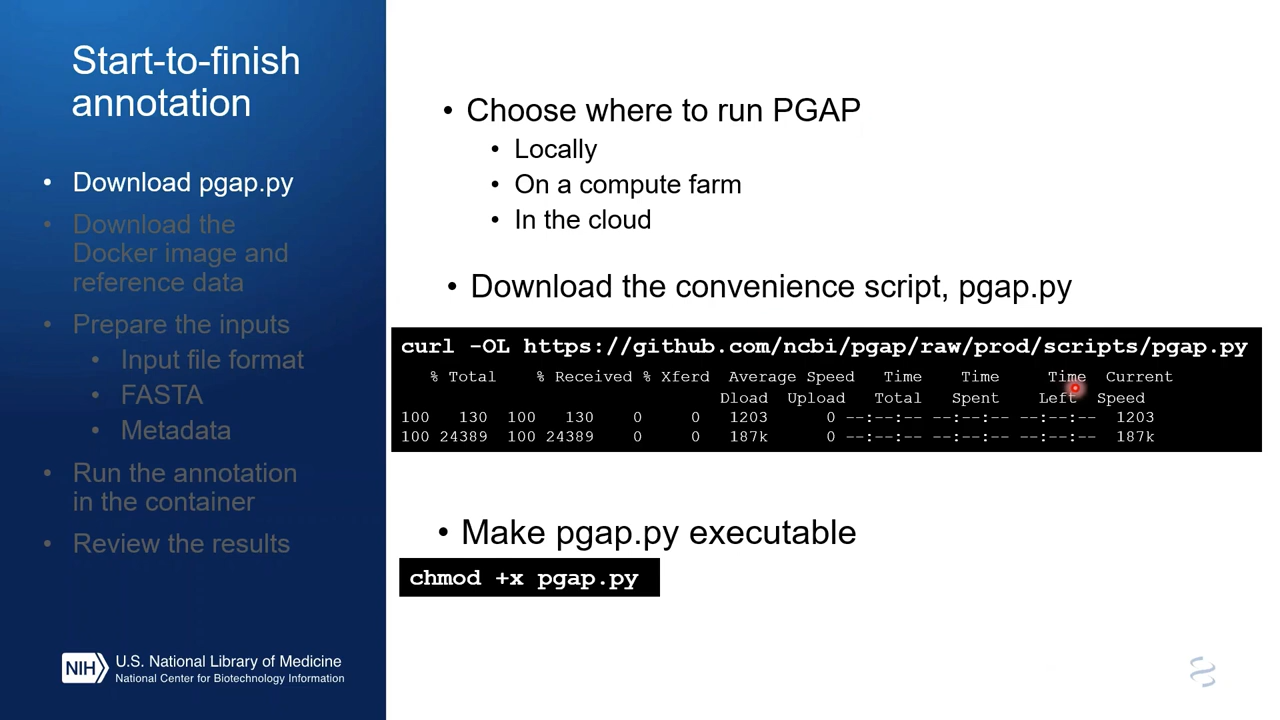 Start-to-finish
annotation
• Download pgap.py
• Download the
Docker image and
reference data
• Prepare the inputs
• Input file format
• FASTA
• Metadata
• Run the annotation
in the container
• Review the results
NIH U.S. National Library of Medicine
National Center for Biotechnology Information
• Choose where to run PGAP
• Locally
• On a compute farm
• In the cloud
• Download the convenience script, pgap.py
curl -OL https://github.com/ncbi/pgap/raw/prod/scripts/pgap.py
% Total % Received % Xferd Average Speed Time Time Time Current
Dload Upload Total Spent Left Speed
100 130 100 130 0 0 1203 0 --:--:-- --:--:-- --:--:-- 1203
100 24389 100 24389 0 0 187k 0 --:--:-- --:--:-- --:--:-- 187k
• Make pgap.py executable
chmod +x pgap.py